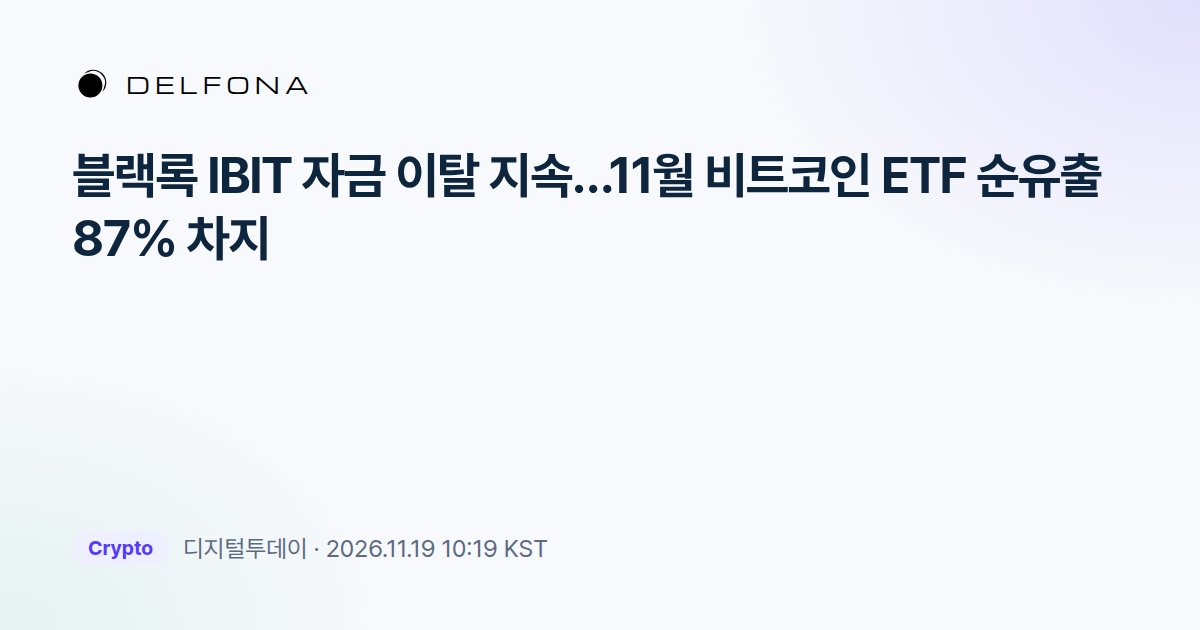 DELFONA
블랙록 IBIT 자금 이탈 지속…11월 비트코인 ETF 순유출
87% 차지
Crypto 디지털투데이 · 2026.11.19 10:19 KST